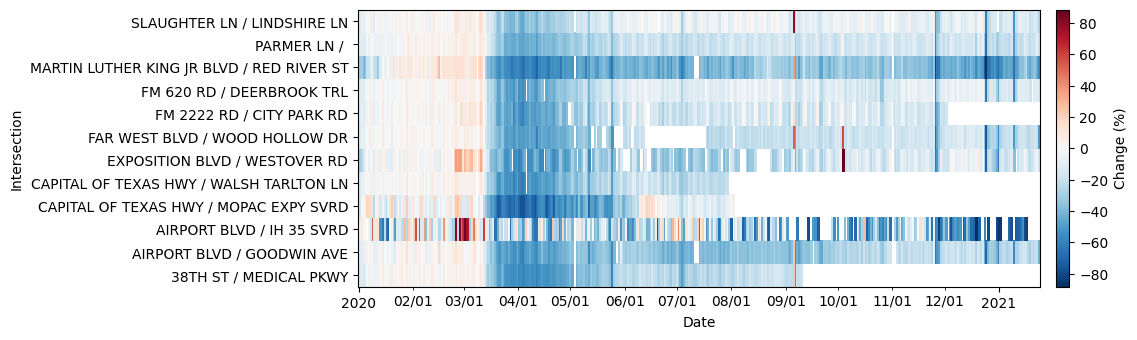 Intersection
SLAUGHTER LN / LINDSHIRE LN
PARMER LN /
MARTIN LUTHER KING JR BLVD / RED RIVER ST
FM 620 RD / DEERBROOK TRL
FM 2222 RD / CITY PARK RD
FAR WEST BLVD / WOOD HOLLOW DR
EXPOSITION BLVD / WESTOVER RD
CAPITAL OF TEXAS HWY / WALSH TARLTON LN
CAPITAL OF TEXAS HWY / MOPAC EXPY SVRD
AIRPORT BLVD / IH 35 SVRD
AIRPORT BLVD / GOODWIN AVE
38TH ST / MEDICAL PKWY
2020 02/01 03/01 04/01 05/01 06/01 07/01 08/01 09/01 10/01 11/01 12/01 2021
Date
80
60
40
20
0
−20
−40
−60
−80
Change (%)